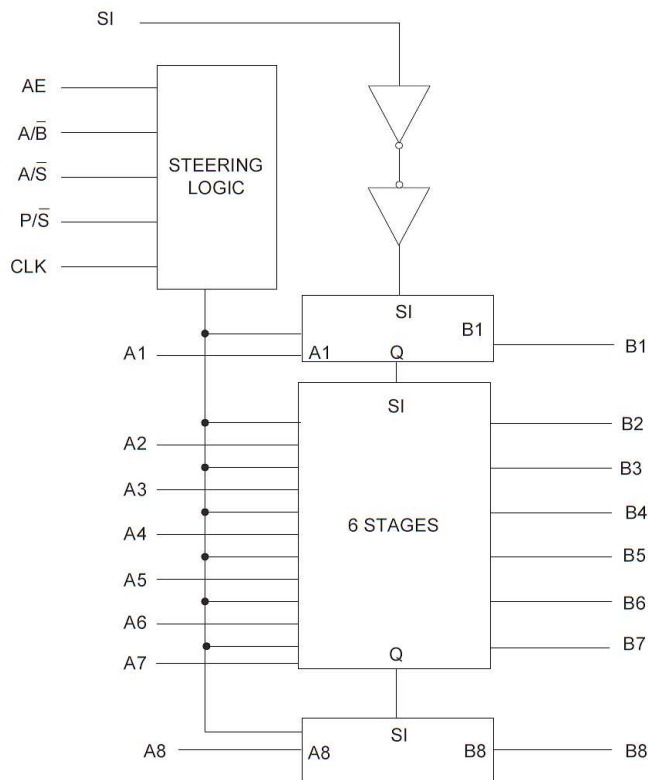 SI
AE
A/B̅
A/S̅
P/S̅
CLK
STEERING
LOGIC
SI
B1
B1
A1
A1
Q
SI
A2
B2
A3
B3
A4
6 STAGES
B4
A5
B5
A6
B6
A7
B7
Q
SI
A8
A8
B8
B8